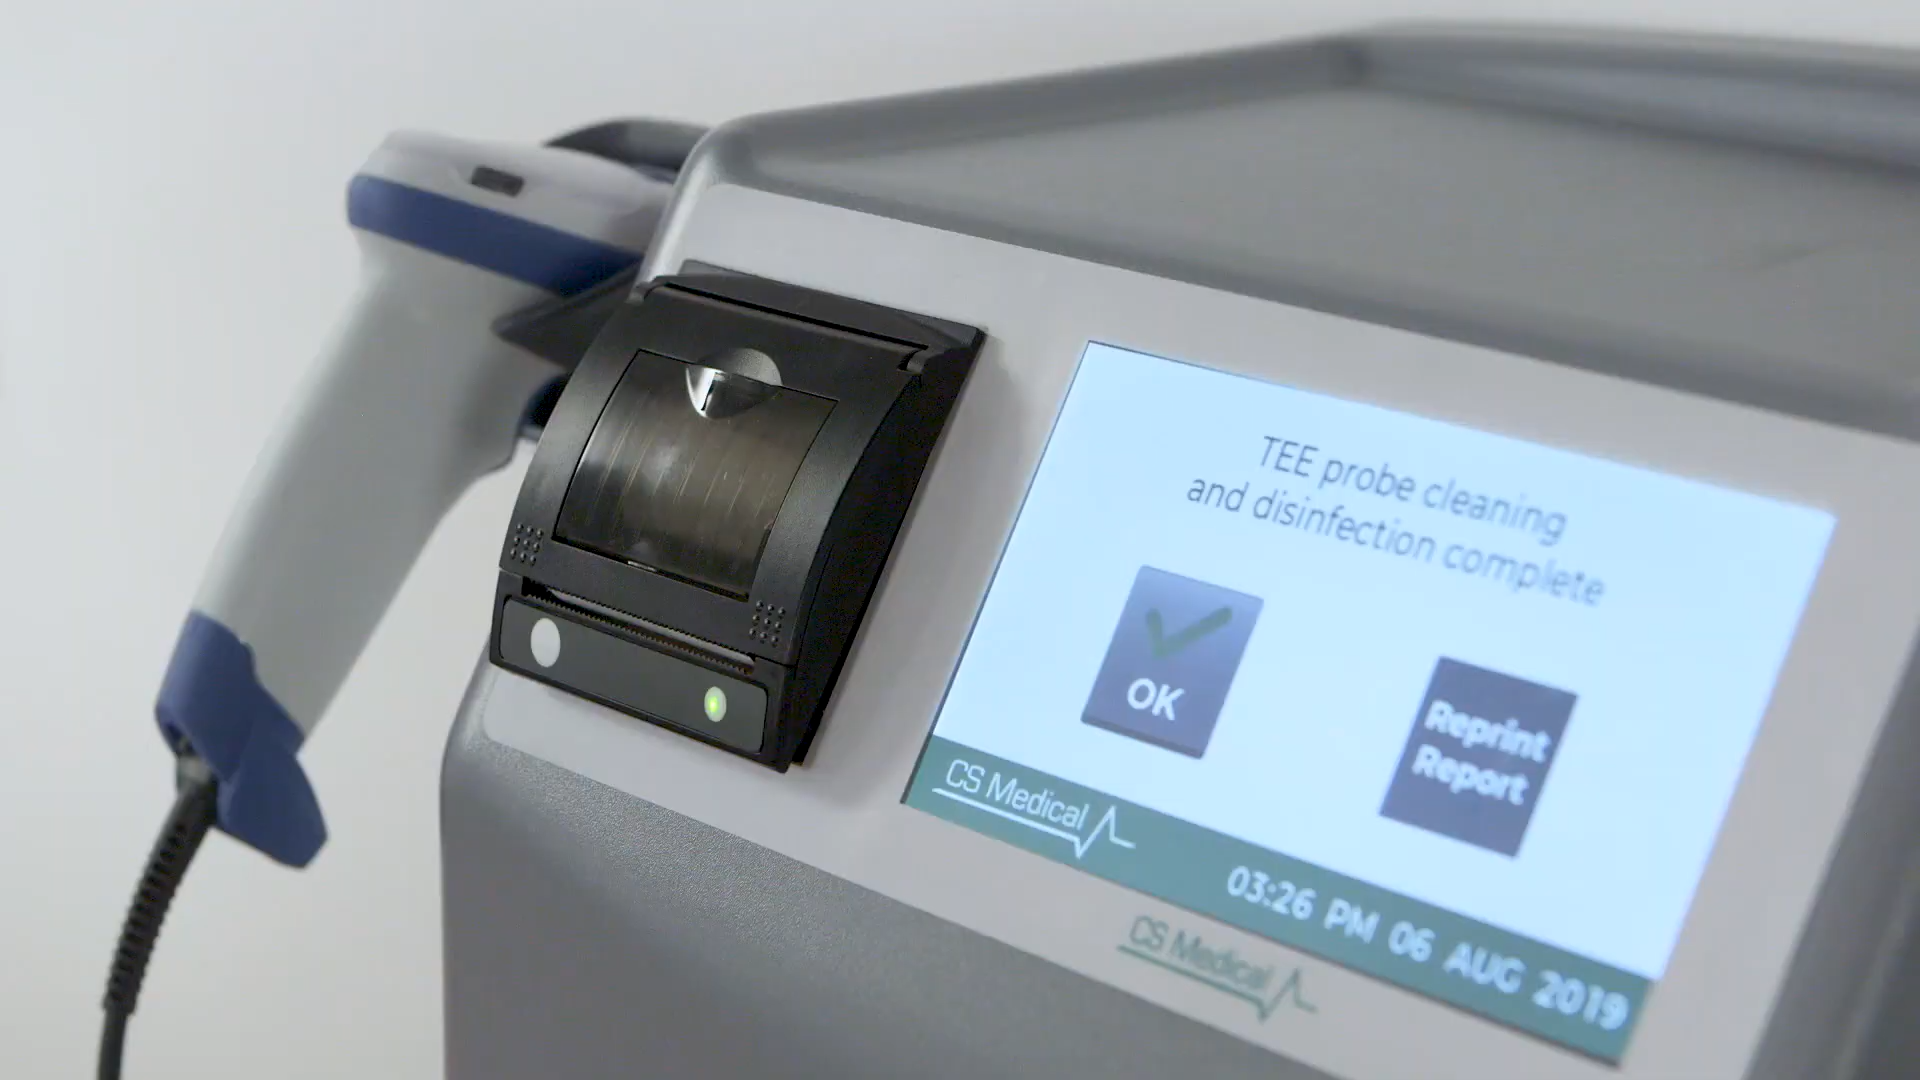 TEE probe cleaning
and disinfection complete
OK
Reprint
Report
CS Medical
03:26 PM 06 AUG 2019
CS Medical